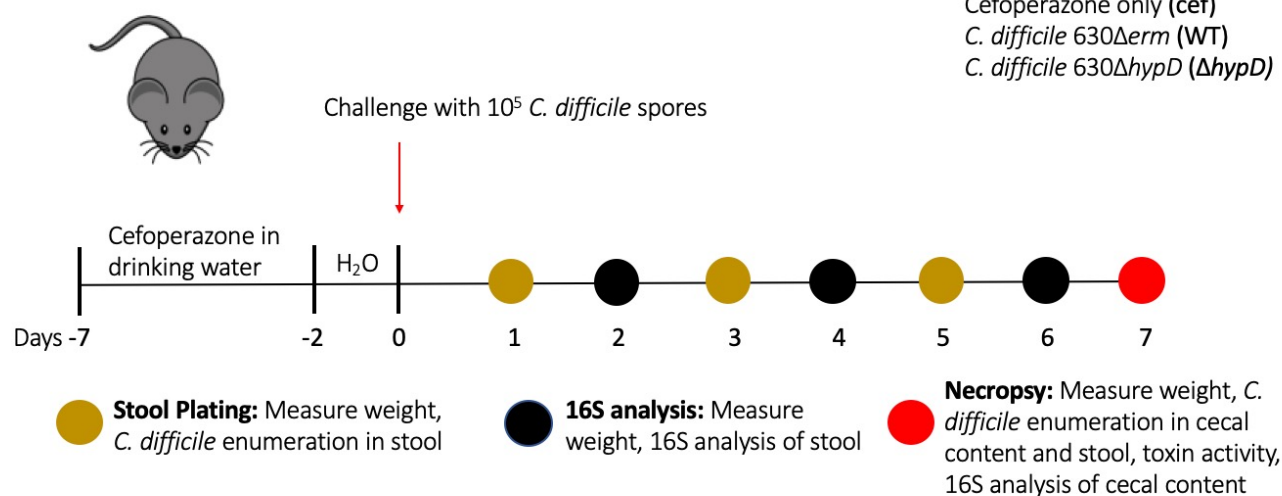 Cefoperazone only (cef)
C. difficile 630Δerm (WT)
C. difficile 630ΔhypD (ΔhypD)
Challenge with 10⁵ C. difficile spores
Cefoperazone in
drinking water
H₂O
Days -7
-2
0
1
2
3
4
5
6
7
Stool Plating: Measure weight,
C. difficile enumeration in stool
16S analysis: Measure
weight, 16S analysis of stool
Necropsy: Measure weight, C.
difficile enumeration in cecal
content and stool, toxin activity,
16S analysis of cecal content